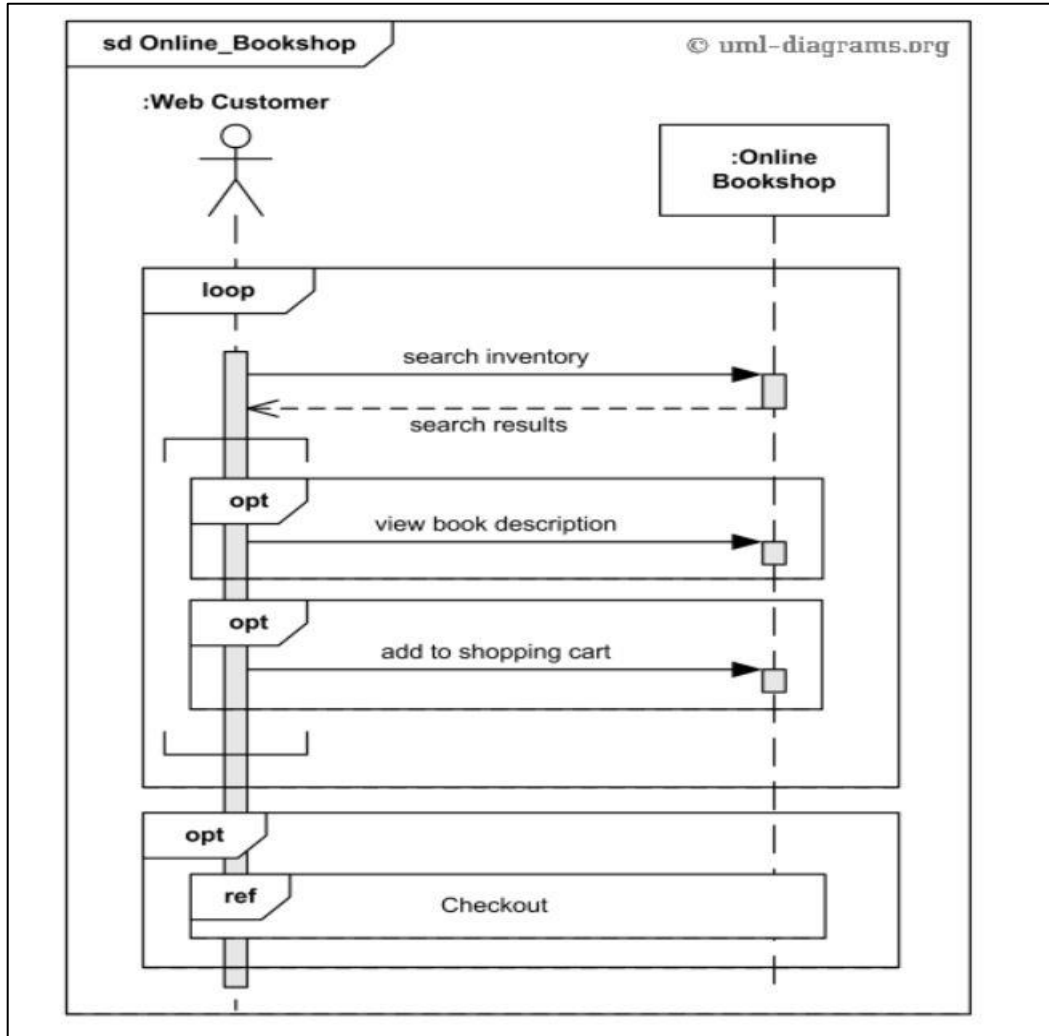 sd Online_Bookshop
© uml-diagrams.org
:Web Customer
:Online
Bookshop
loop
search inventory
search results
opt
view book description
opt
add to shopping cart
opt
ref
Checkout